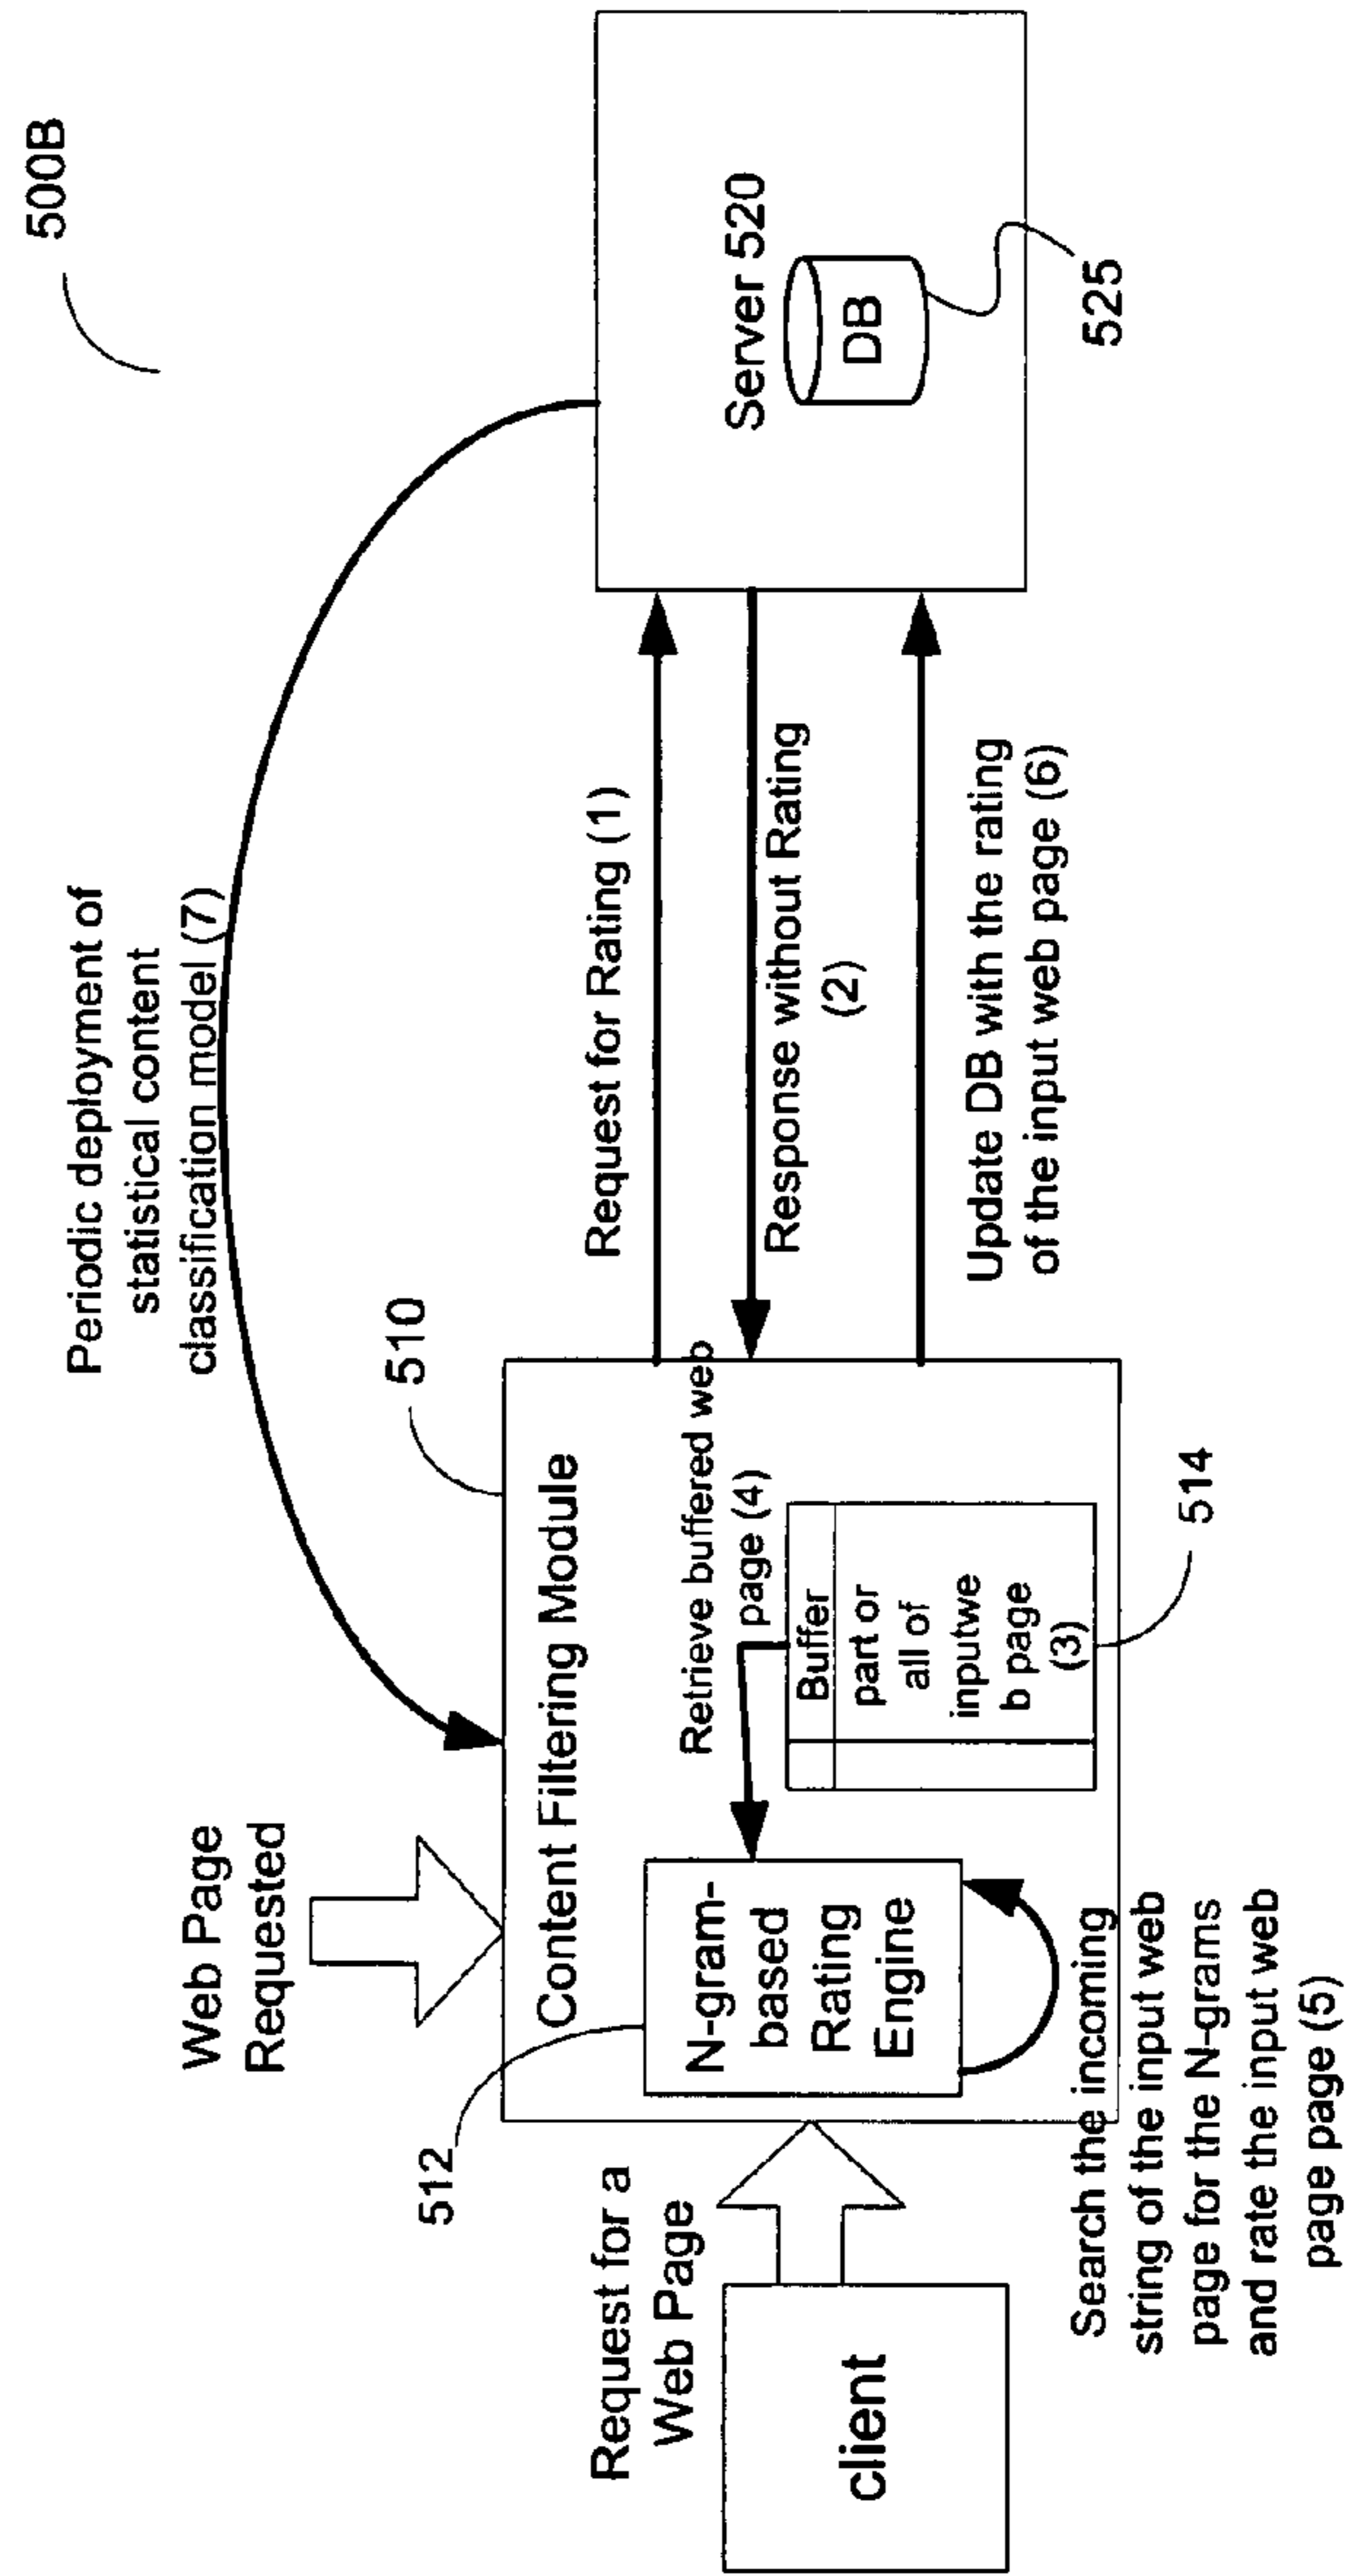 500B
Periodic deployment of
statistical content
classification model (7)
Web Page
Requested
510
Content Filtering Module
512
N-gram-
based
Rating
Engine
Retrieve buffered web
page (4)
Buffer
part or
all of
inputwe
b page
(3)
514
Request for a
Web Page
client
Search the incoming
string of the input web
page for the N-grams
and rate the input web
page page (5)
Request for Rating (1)
Response without Rating
(2)
Update DB with the rating
of the input web page (6)
Server 520
DB
525